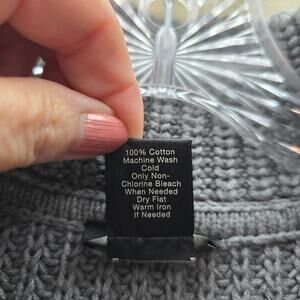 100% Cotton
Machine Wash
Cold
Only Non-
Chlorine Bleach
When Needed
Dry Flat
Warm Iron
If Needed